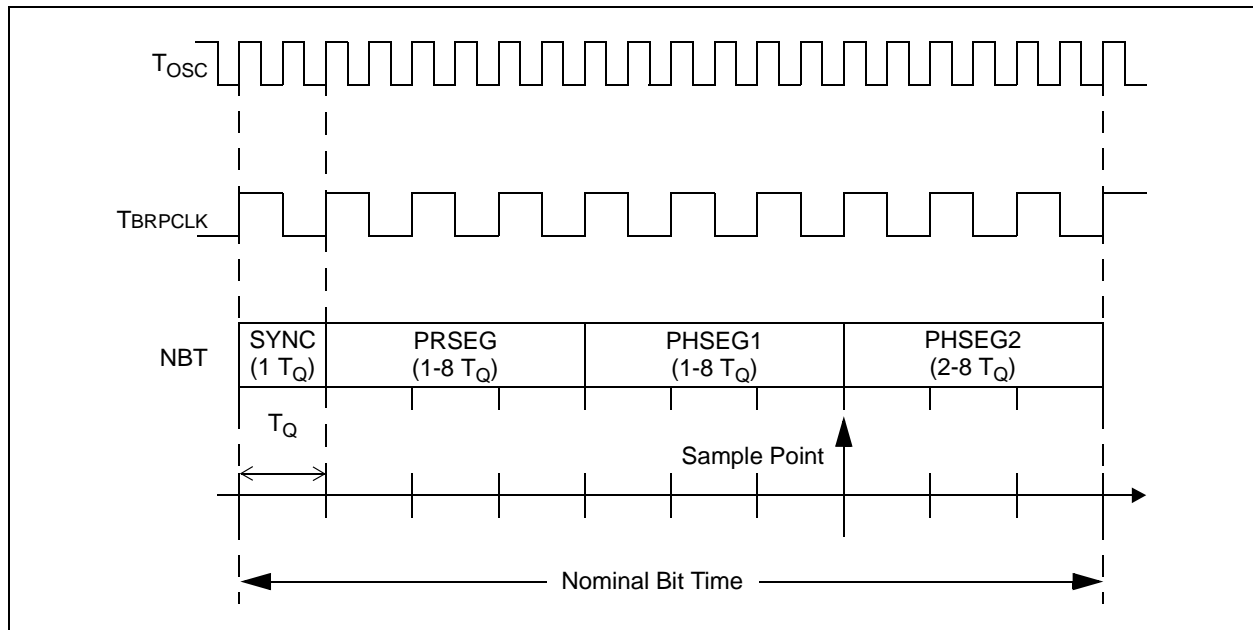 TOSC
TBRPCLK
NBT
SYNC
(1 TQ)
PRSEG
(1-8 TQ)
PHSEG1
(1-8 TQ)
PHSEG2
(2-8 TQ)
TQ
Sample Point
Nominal Bit Time